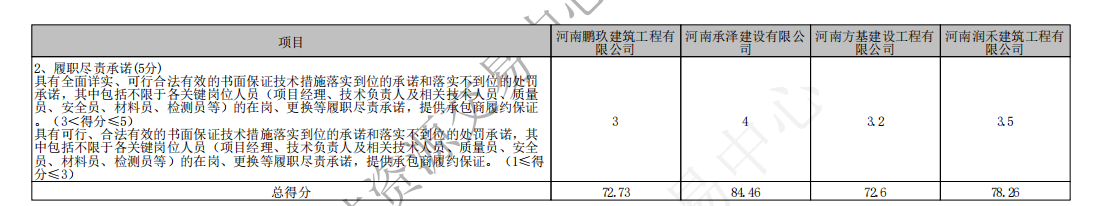 项目
河南鹏玖建筑工程有
限公司
河南承泽建设有限公
司
河南方基建设工程有
限公司
河南润禾建筑工程有
限公司
2、履职尽责承诺(5分)
具有全面详实、可行合法有效的书面保证技术措施落实到位的承诺和落实不到位的处罚
承诺，其中包括不限于各关键岗位人员（项目经理、技术负责人及相关技术人员、质量
员、安全员、材料员、检测员等）的在岗、更换等履职尽责承诺，提供承包商履约保证
。（3＜得分≤5）
具有可行、合法有效的书面保证技术措施落实到位的承诺和落实不到位的处罚承诺，其
中包括不限于各关键岗位人员（项目经理、技术负责人及相关技术人员、质量员、安全
员、材料员、检测员等）的在岗、更换等履职尽责承诺，提供承包商履约保证。（1≤得
分≤3）
3
4
3.2
3.5
总得分
72.73
84.46
72.6
78.26
资源交易中心
易中心